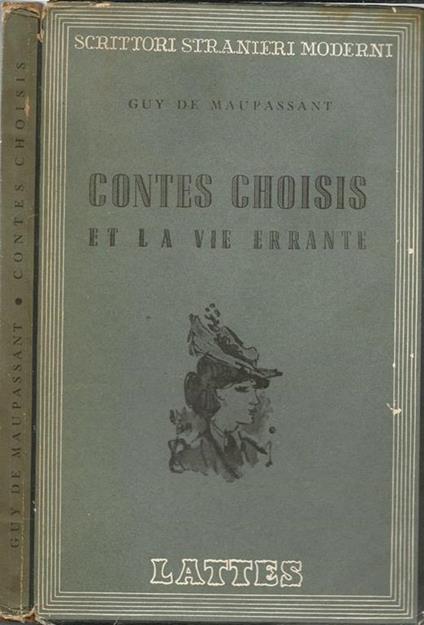 GUY DE MAUPASSANT • CONTES CHOISIS
SCRITTORI STRANIERI MODERNI
GUY DE MAUPASSANT
CONTES CHOISIS
ET LA VIE ERRANTE
LATTES